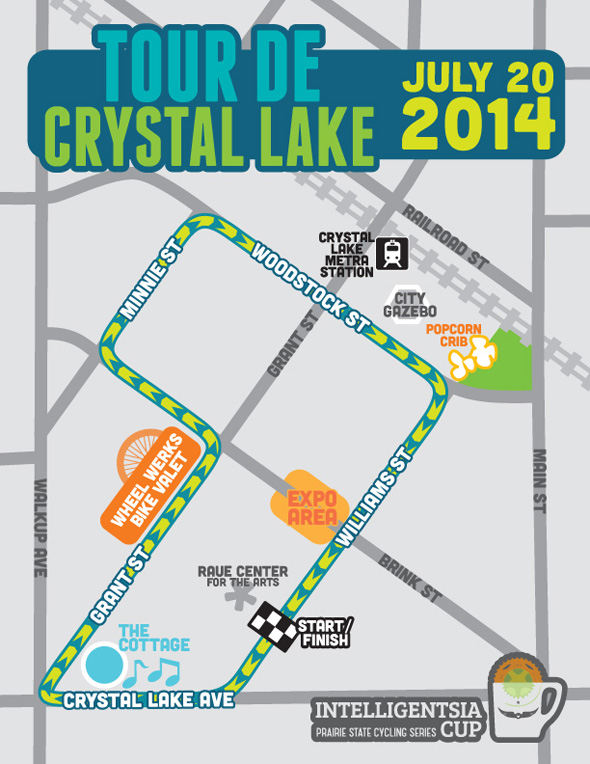 TOUR DE
CRYSTAL LAKE
JULY 20
2014
RAILROAD ST
CRYSTAL
LAKE
METRA
STATION
MINNIE ST
WOODSTOCK ST
CITY
GAZEBO
GRANT ST
POPCORN
CRIB
WHEEL WERKS
BIKE VALET
WALKUP AVE
EXPO
AREA
WILLIAMS ST
MAIN ST
BRINK ST
RAUE CENTER
FOR THE ARTS
GRANT ST
START/
FINISH
THE
COTTAGE
CRYSTAL LAKE AVE
INTELLIGENTSIA
PRAIRIE STATE CYCLING SERIES CUP